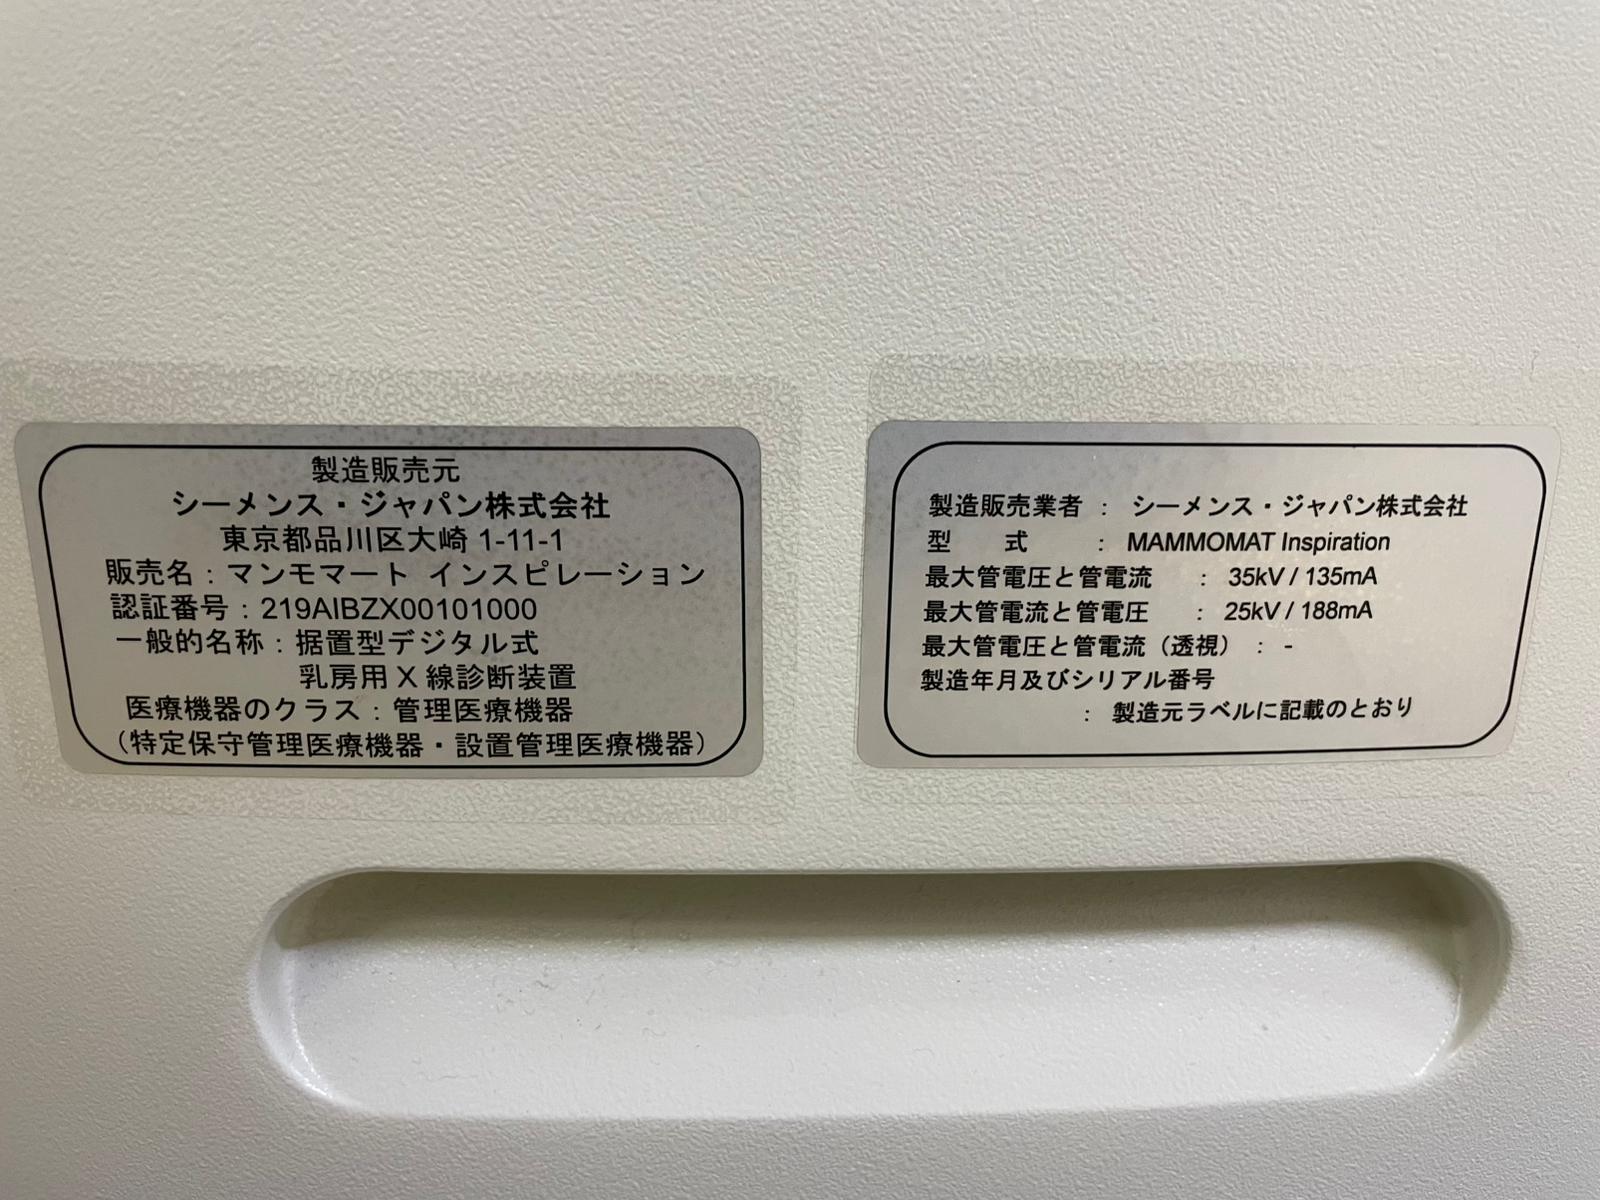 製造販売元
シーメンス・ジャパン株式会社
東京都品川区大崎 1-11-1
販売名：マンモマート インスピレーション
認証番号：219AIBZX00101000
一般的名称：据置型デジタル式
乳房用 X 線診断装置
医療機器のクラス：管理医療機器
（特定保守管理医療機器・設置管理医療機器）
製造販売業者 ： シーメンス・ジャパン株式会社
型　　式　　： MAMMOMAT Inspiration
最大管電圧と管電流　： 35kV / 135mA
最大管電流と管電圧　： 25kV / 188mA
最大管電圧と管電流（透視）： -
製造年月及びシリアル番号
： 製造元ラベルに記載のとおり